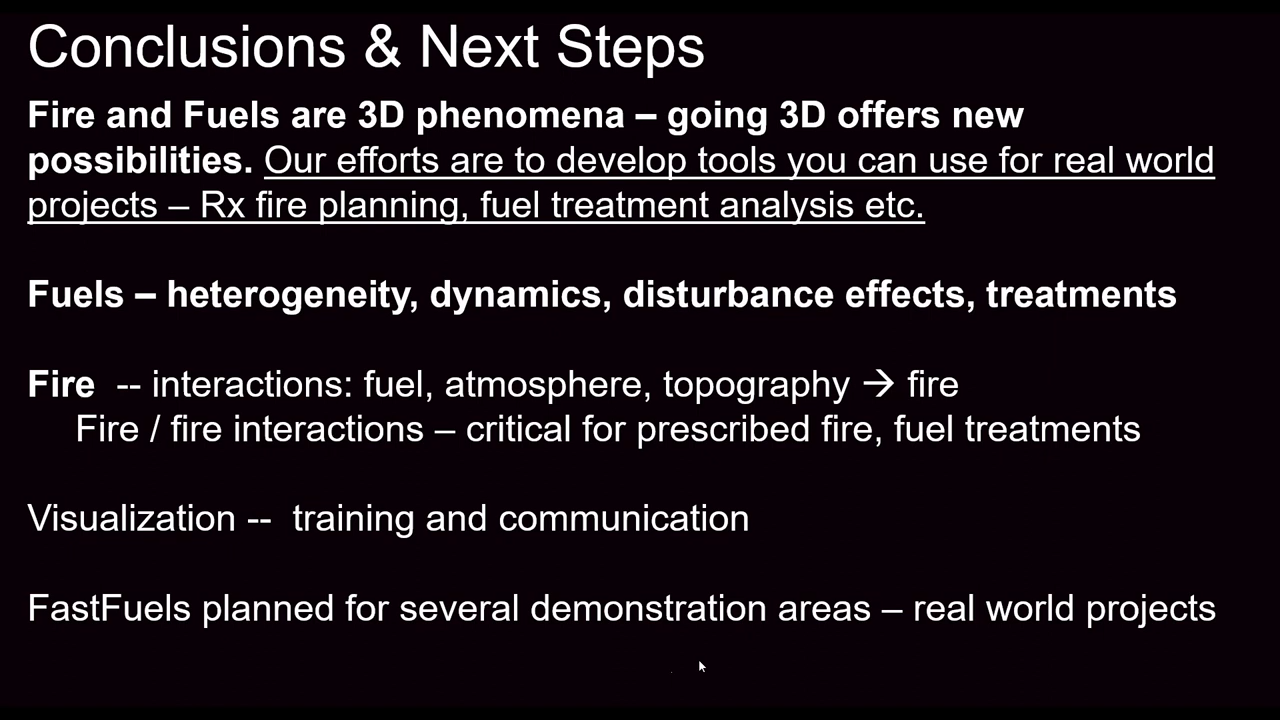 Conclusions & Next Steps
Fire and Fuels are 3D phenomena – going 3D offers new
possibilities. Our efforts are to develop tools you can use for real world
projects – Rx fire planning, fuel treatment analysis etc.
Fuels – heterogeneity, dynamics, disturbance effects, treatments
Fire -- interactions: fuel, atmosphere, topography → fire
Fire / fire interactions – critical for prescribed fire, fuel treatments
Visualization -- training and communication
FastFuels planned for several demonstration areas – real world projects